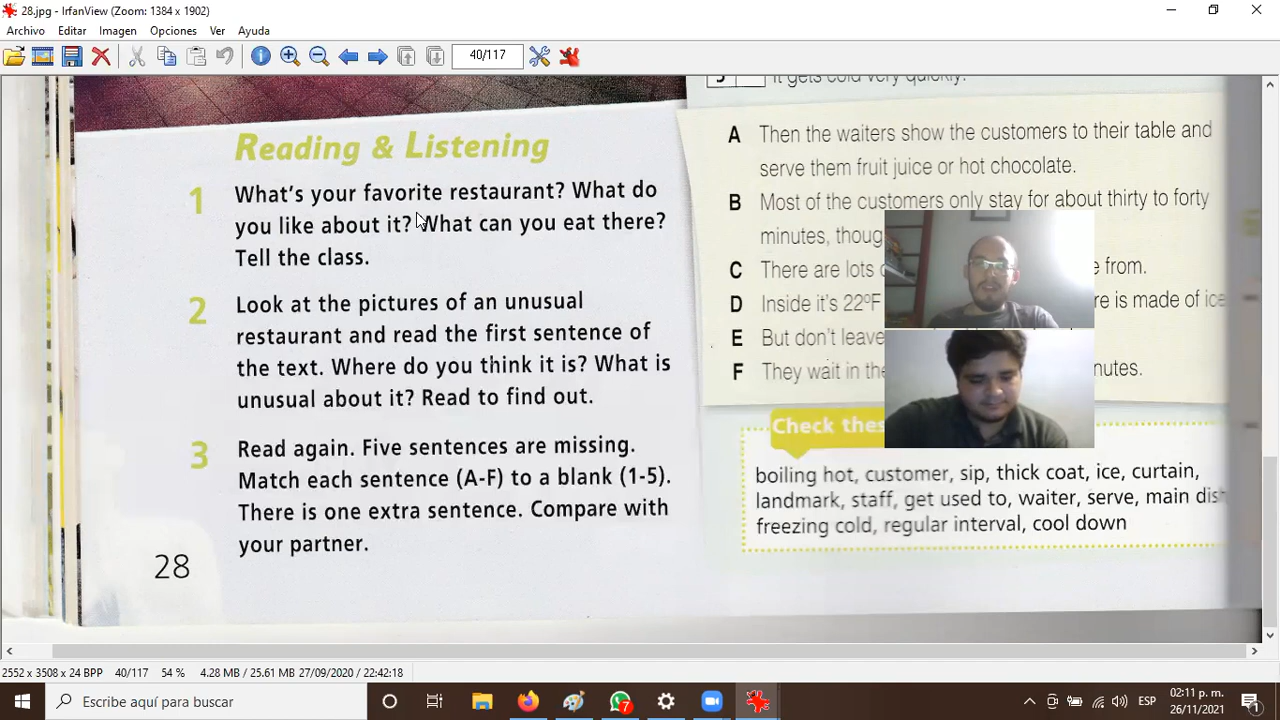 28.jpg - IrfanView (Zoom: 1384 x 1902)
Archivo Editar Imagen Opciones Ver Ayuda
40/117
It gets cold very quickly.
Reading & Listening
1 What's your favorite restaurant? What do
you like about it? What can you eat there?
Tell the class.
2 Look at the pictures of an unusual
restaurant and read the first sentence of
the text. Where do you think it is? What is
unusual about it? Read to find out.
3 Read again. Five sentences are missing.
Match each sentence (A-F) to a blank (1-5).
There is one extra sentence. Compare with
your partner.
28
A Then the waiters show the customers to their table and
serve them fruit juice or hot chocolate.
B Most of the customers only stay for about thirty to forty
minutes,
C There are lots e from.
D Inside it's 22ºF re is made of ice
E But don't leave
F They wait in the nutes.
Check thes
boiling hot, customer, sip, thick coat, ice, curtain,
landmark, staff, get used to, waiter, serve, main dish
freezing cold, regular interval, cool down
2552 x 3508 x 24 BPP 40/117 54 % 4.28 MB / 25.61 MB 27/09/2020 / 22:42:18
Escribe aquí para buscar
7
ESP
02:11 p. m.
26/11/2021
1